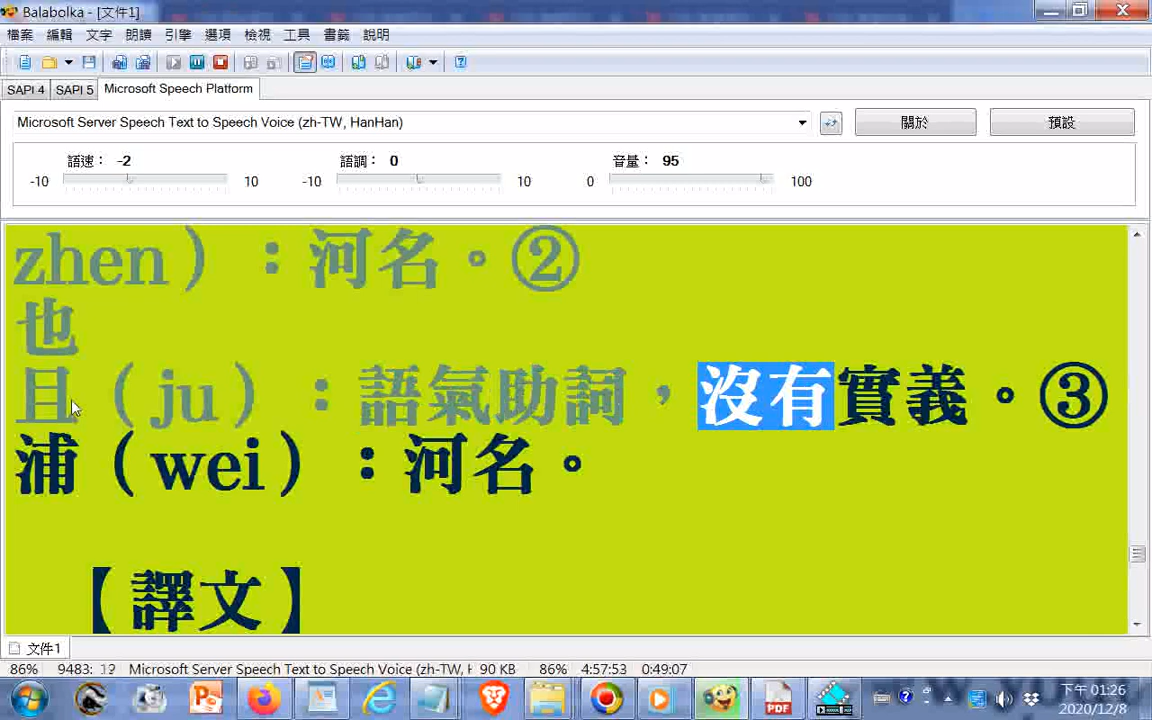 Balabolka - [文件1]
檔案 編輯 文字 朗讀 引擎 選項 檢視 工具 書籤 說明
SAPI 4 SAPI 5 Microsoft Speech Platform
Microsoft Server Speech Text to Speech Voice (zh-TW, HanHan) 關於 預設
語速： -2 語調： 0 音量： 95
-10 10 -10 10 0 100
zhen）：河名。②
也
且（ju）：語氣助詞，沒有實義。③
浦（wei）：河名。
【譯文】
文件1
86% 9483: 12 Microsoft Server Speech Text to Speech Voice (zh-TW, H 90 KB 86% 4:57:53 0:49:07
下午 01:26
2020/12/8